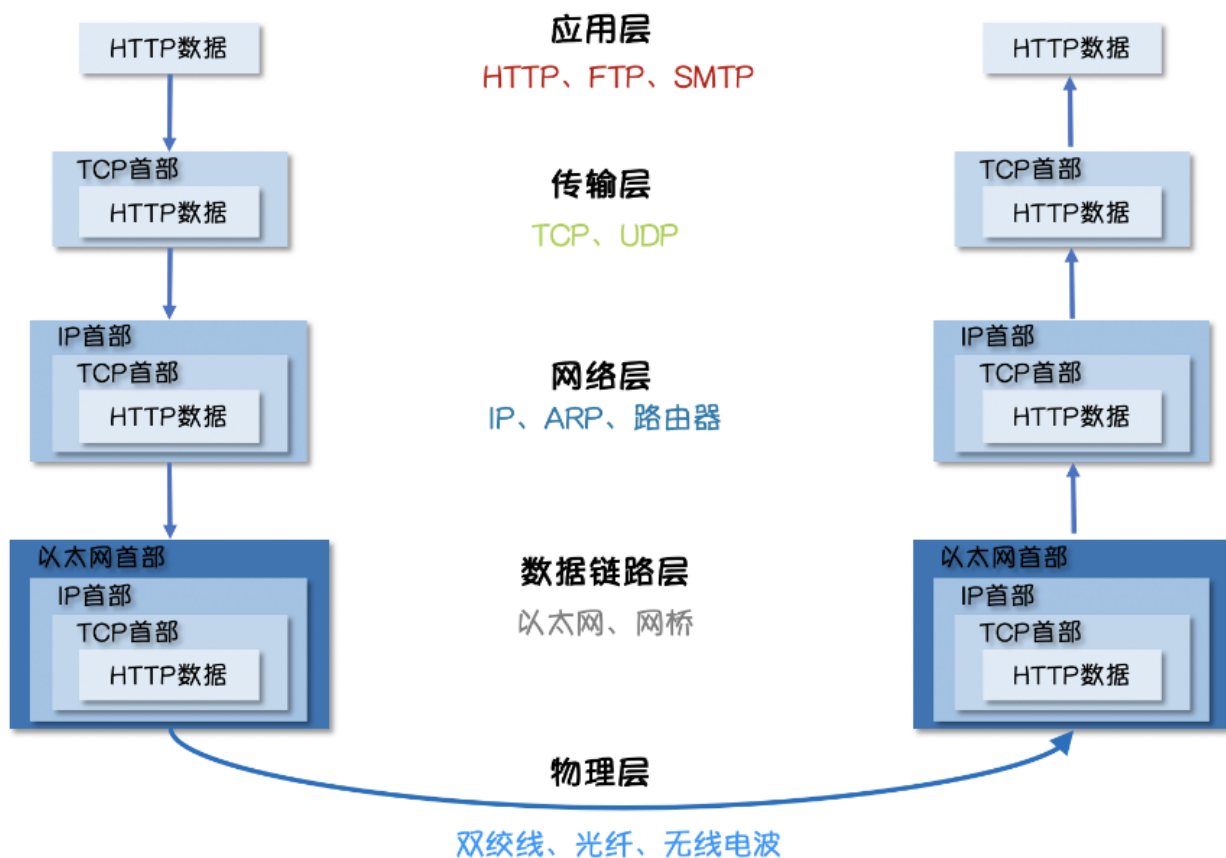 HTTP数据
应用层
HTTP、FTP、SMTP
HTTP数据
TCP首部
HTTP数据
传输层
TCP、UDP
TCP首部
HTTP数据
IP首部
TCP首部
HTTP数据
网络层
IP、ARP、路由器
IP首部
TCP首部
HTTP数据
以太网首部
IP首部
TCP首部
HTTP数据
数据链路层
以太网、网桥
以太网首部
IP首部
TCP首部
HTTP数据
物理层
双绞线、光纤、无线电波